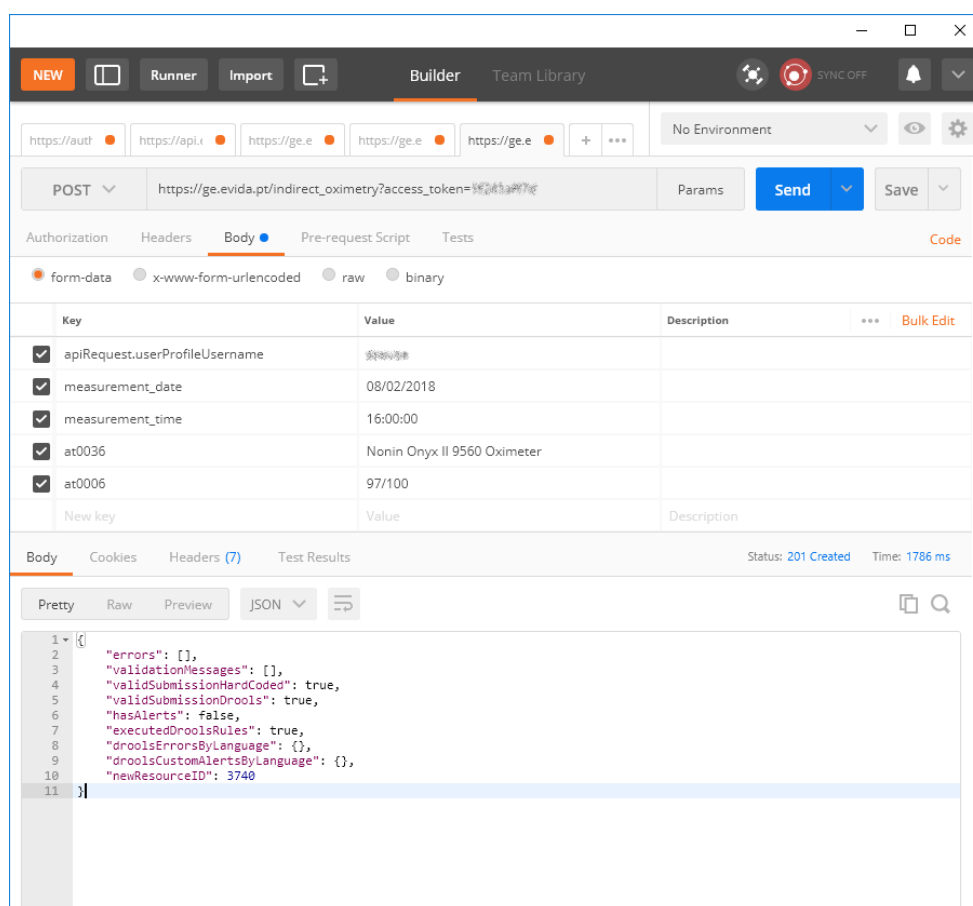 NEW Runner Import Builder Team Library SYNC OFF
https://auth https://api.e https://ge.e https://ge.e https://ge.e + ••• No Environment
POST https://ge.evida.pt/indirect_oximetry?access_token= Params Send Save
Authorization Headers Body Pre-request Script Tests Code
form-data x-www-form-urlencoded raw binary
Key Value Description ••• Bulk Edit
apiRequest.userProfileUsername
measurement_date 08/02/2018
measurement_time 16:00:00
at0036 Nonin Onyx II 9560 Oximeter
at0006 97/100
New key Value Description
Body Cookies Headers (7) Test Results Status: 201 Created Time: 1786 ms
Pretty Raw Preview JSON
1 {
2 "errors": [],
3 "validationMessages": [],
4 "validSubmissionHardCoded": true,
5 "validSubmissionDrools": true,
6 "hasAlerts": false,
7 "executedDroolsRules": true,
8 "droolsErrorsByLanguage": {},
9 "droolsCustomAlertsByLanguage": {},
10 "newResourceID": 3740
11 }